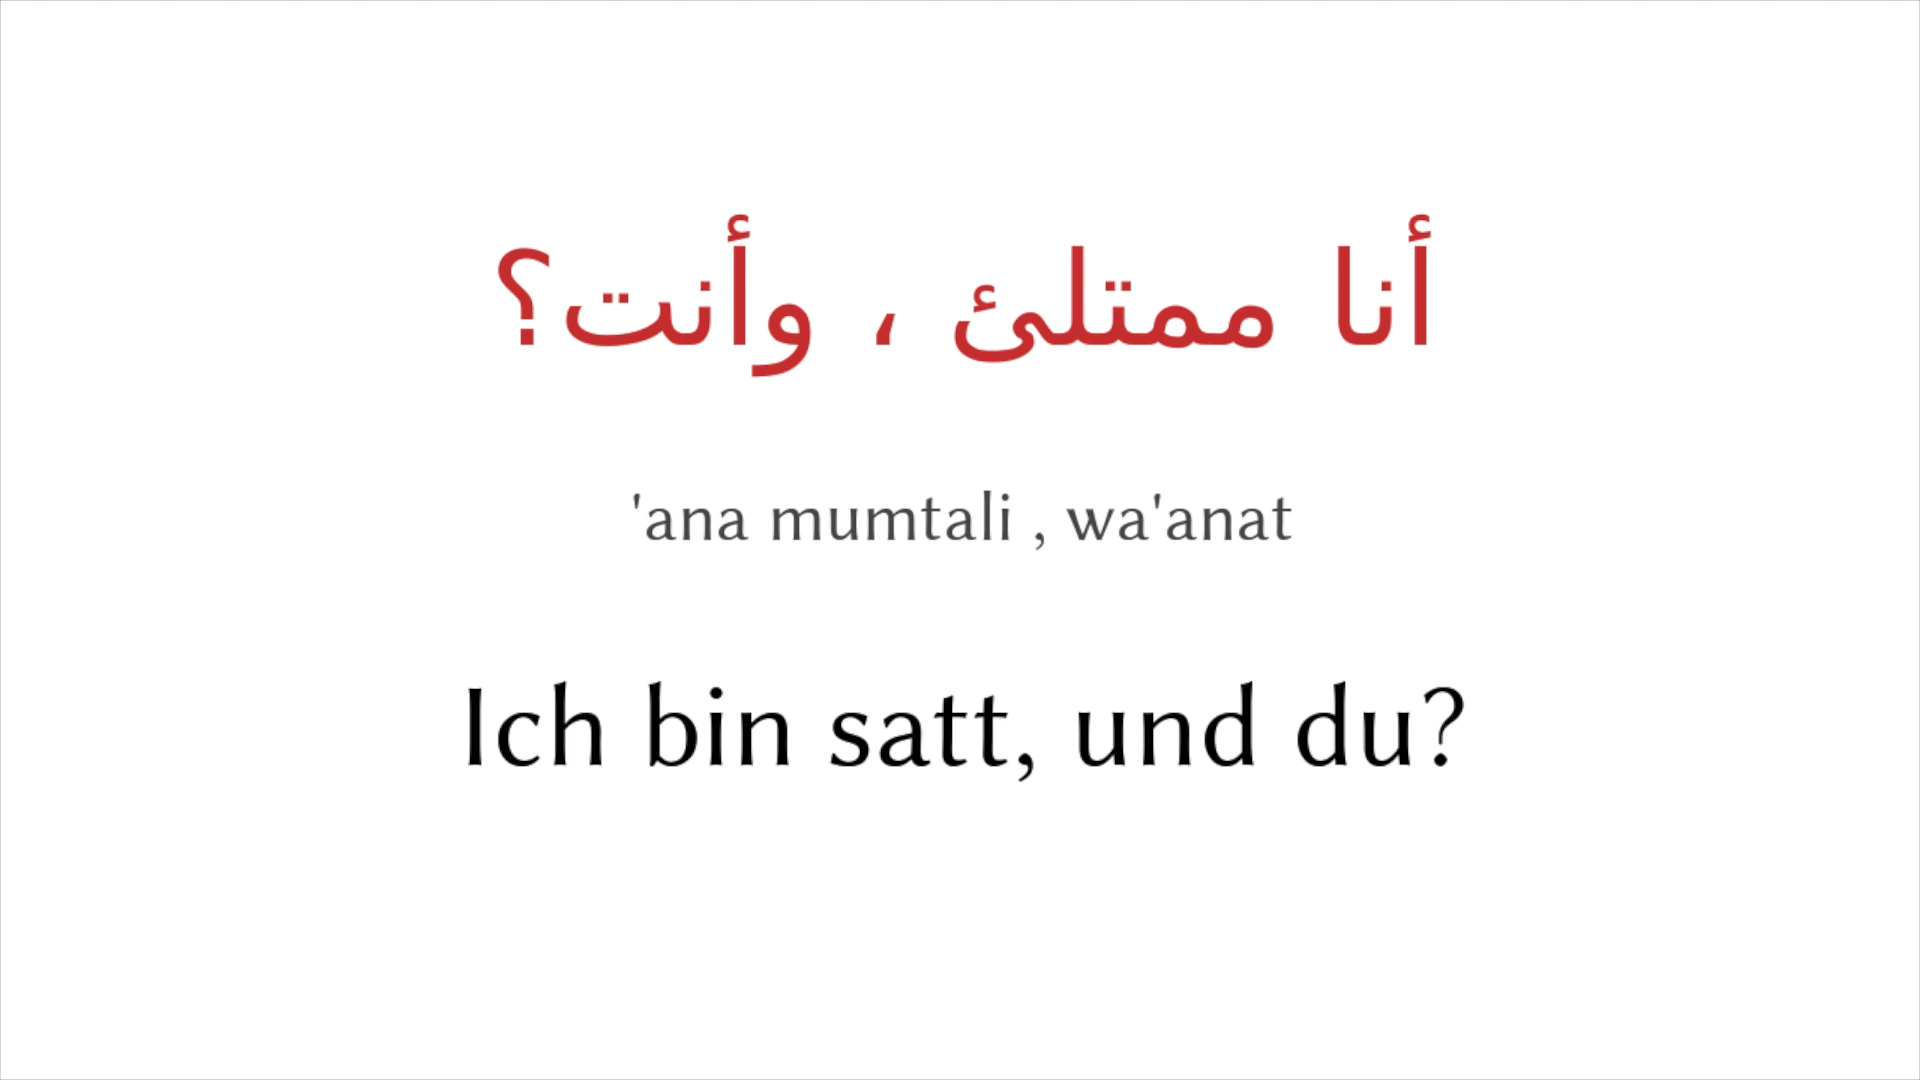 أنا ممتلئ ، وأنت؟
'ana mumtali , wa'anat
Ich bin satt, und du?